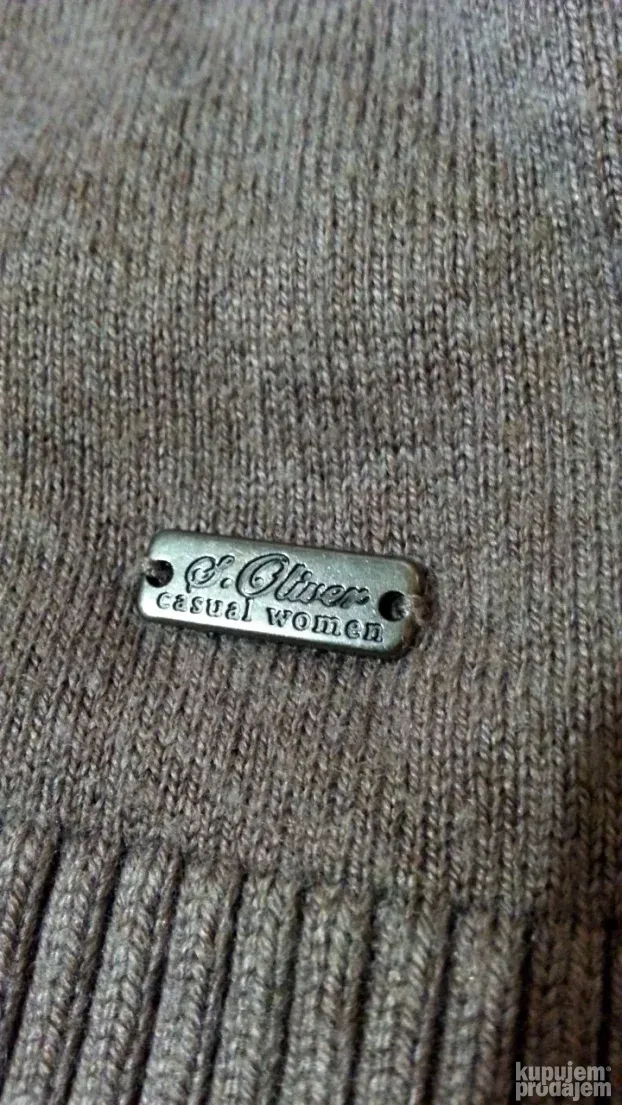 s.Oliver
casual women
kupujem
prodajem